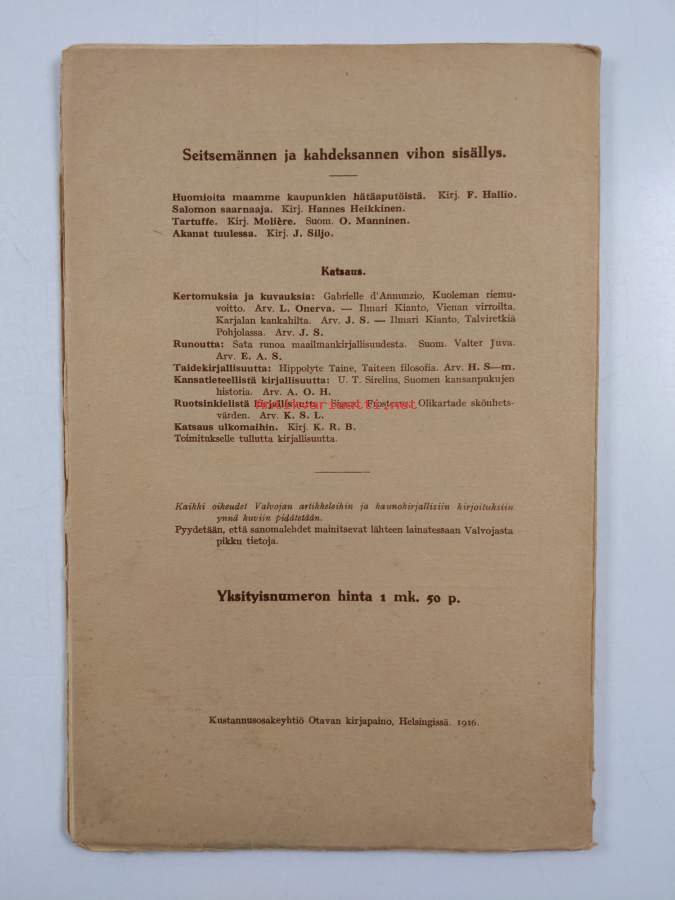 Seitsemännen ja kahdeksannen vihon sisällys.
Huomioita maamme kaupunkien hätäaputöistä. Kirj. F. Hallio.
Salomon saarnaaja. Kirj. Hannes Heikkinen.
Tartuffe. Kirj. Molière. Suom. O. Manninen.
Akanat tuulessa. Kirj. J. Siljo.
Katsaus.
Kertomuksia ja kuvauksia: Gabrielle d'Annunzio, Kuoleman riemu-
voitto. Arv. L. Onerva. — Ilmari Kianto, Vienan virroilta,
Karjalan kankahilta. Arv. J. S. — Ilmari Kianto, Talviretkiä
Pohjolassa. Arv. J. S.
Runoutta: Sata runoa maailmankirjallisuudesta. Suom. Valter Juva.
Arv. E. A. S.
Taidekirjallisuutta: Hippolyte Taine, Taiteen filosofia. Arv. H. S—m.
Kansatieteellistä kirjallisuutta: U. T. Sirelius, Suomen kansanpukujen
historia. Arv. A. O. H.
Ruotsinkielistä kirjallisuutta: Sigurd Frosterus, Olikartade skönhets-
antikvariaatti.net
värden. Arv. K. S. L.
Katsaus ulkomaihin. Kirj. K. R. B.
Toimitukselle tullutta kirjallisuutta.
Kaikki oikeudet Valvojan artikkeleihin ja kaunokirjallisiin kirjoituksiin
ynnä kuviin pidätetään.
Pyydetään, että sanomalehdet mainitsevat lähteen lainatessaan Valvojasta
pikku tietoja.
Yksityisnumeron hinta 1 mk. 50 p.
Kustannusosakeyhtiö Otavan kirjapaino, Helsingissä. 1916.